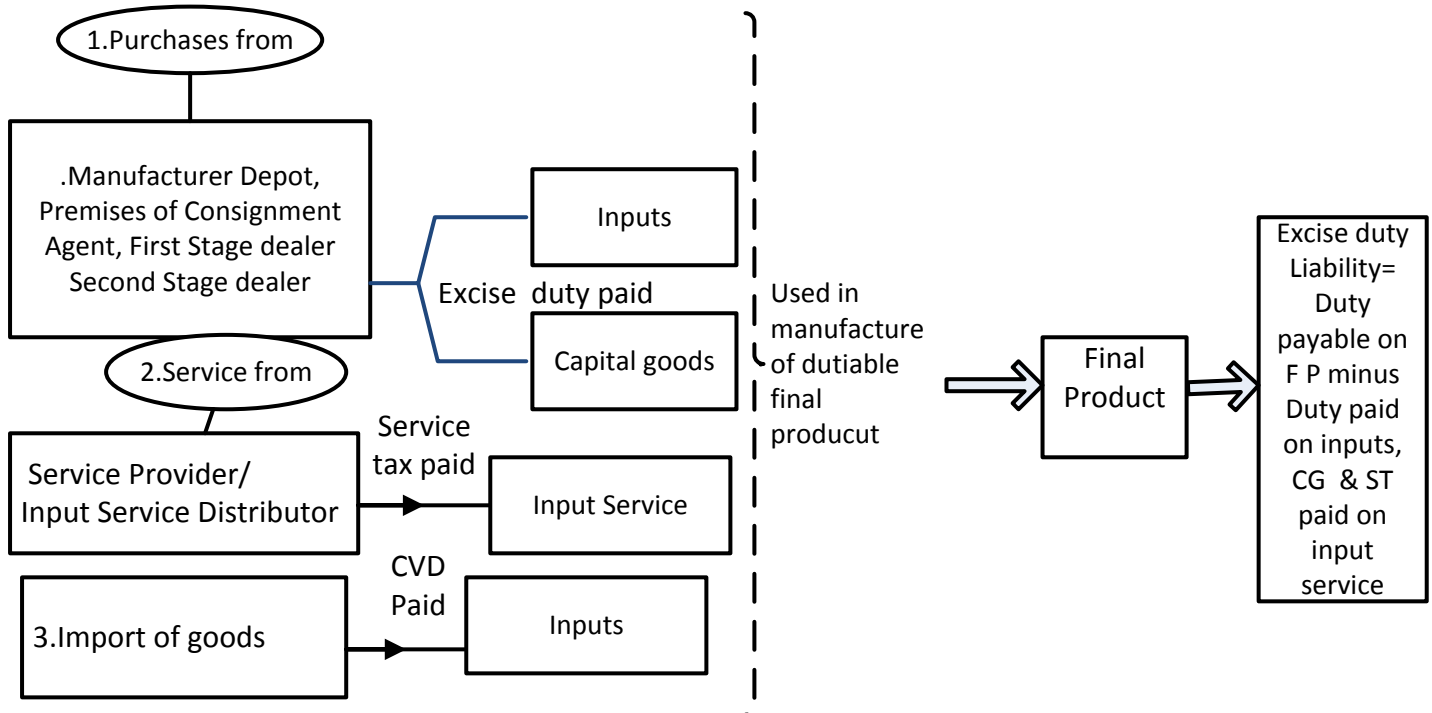 1.Purchases from
.Manufacturer Depot,
Premises of Consignment
Agent, First Stage dealer
Second Stage dealer
Inputs
Excise duty paid
Capital goods
2.Service from
Service Provider/
Input Service Distributor
Service
tax paid
Input Service
3.Import of goods
CVD
Paid
Inputs
Used in
manufacture
of dutiable
final
producut
Final
Product
Excise duty
Liability=
Duty
payable on
F P minus
Duty paid
on inputs,
CG & ST
paid on
input
service